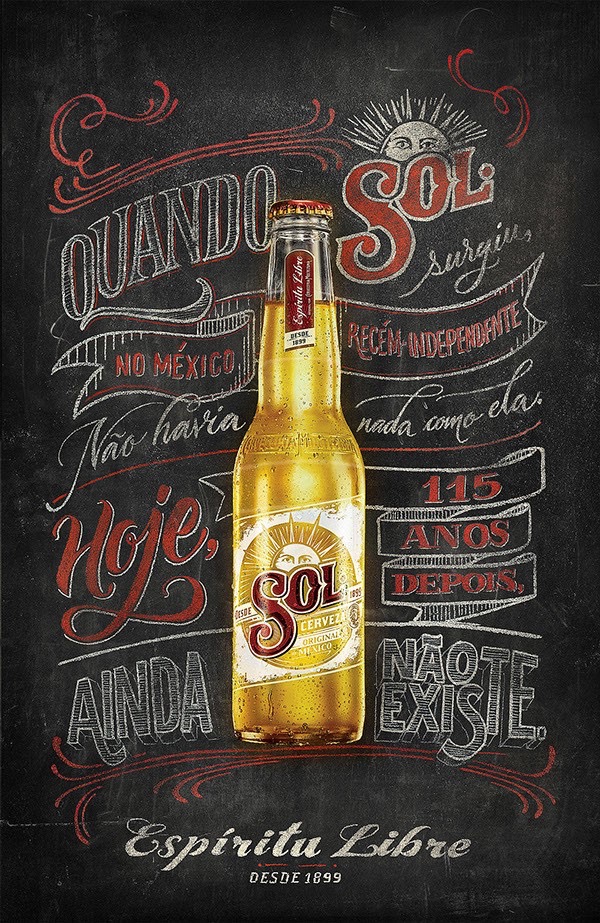 QUANDO SOL
surgiu,
NO MÉXICO RECÉM-INDEPENDENTE
Não havia nada como ela.
Hoje, 115
ANOS
DEPOIS,
AINDA NÃO EXISTE.
Espíritu Libre
DESDE
1899
SOL
DESDE 1899
CERVEZA
ORIGINAL
MÉXICO
Espíritu Libre
DESDE 1899